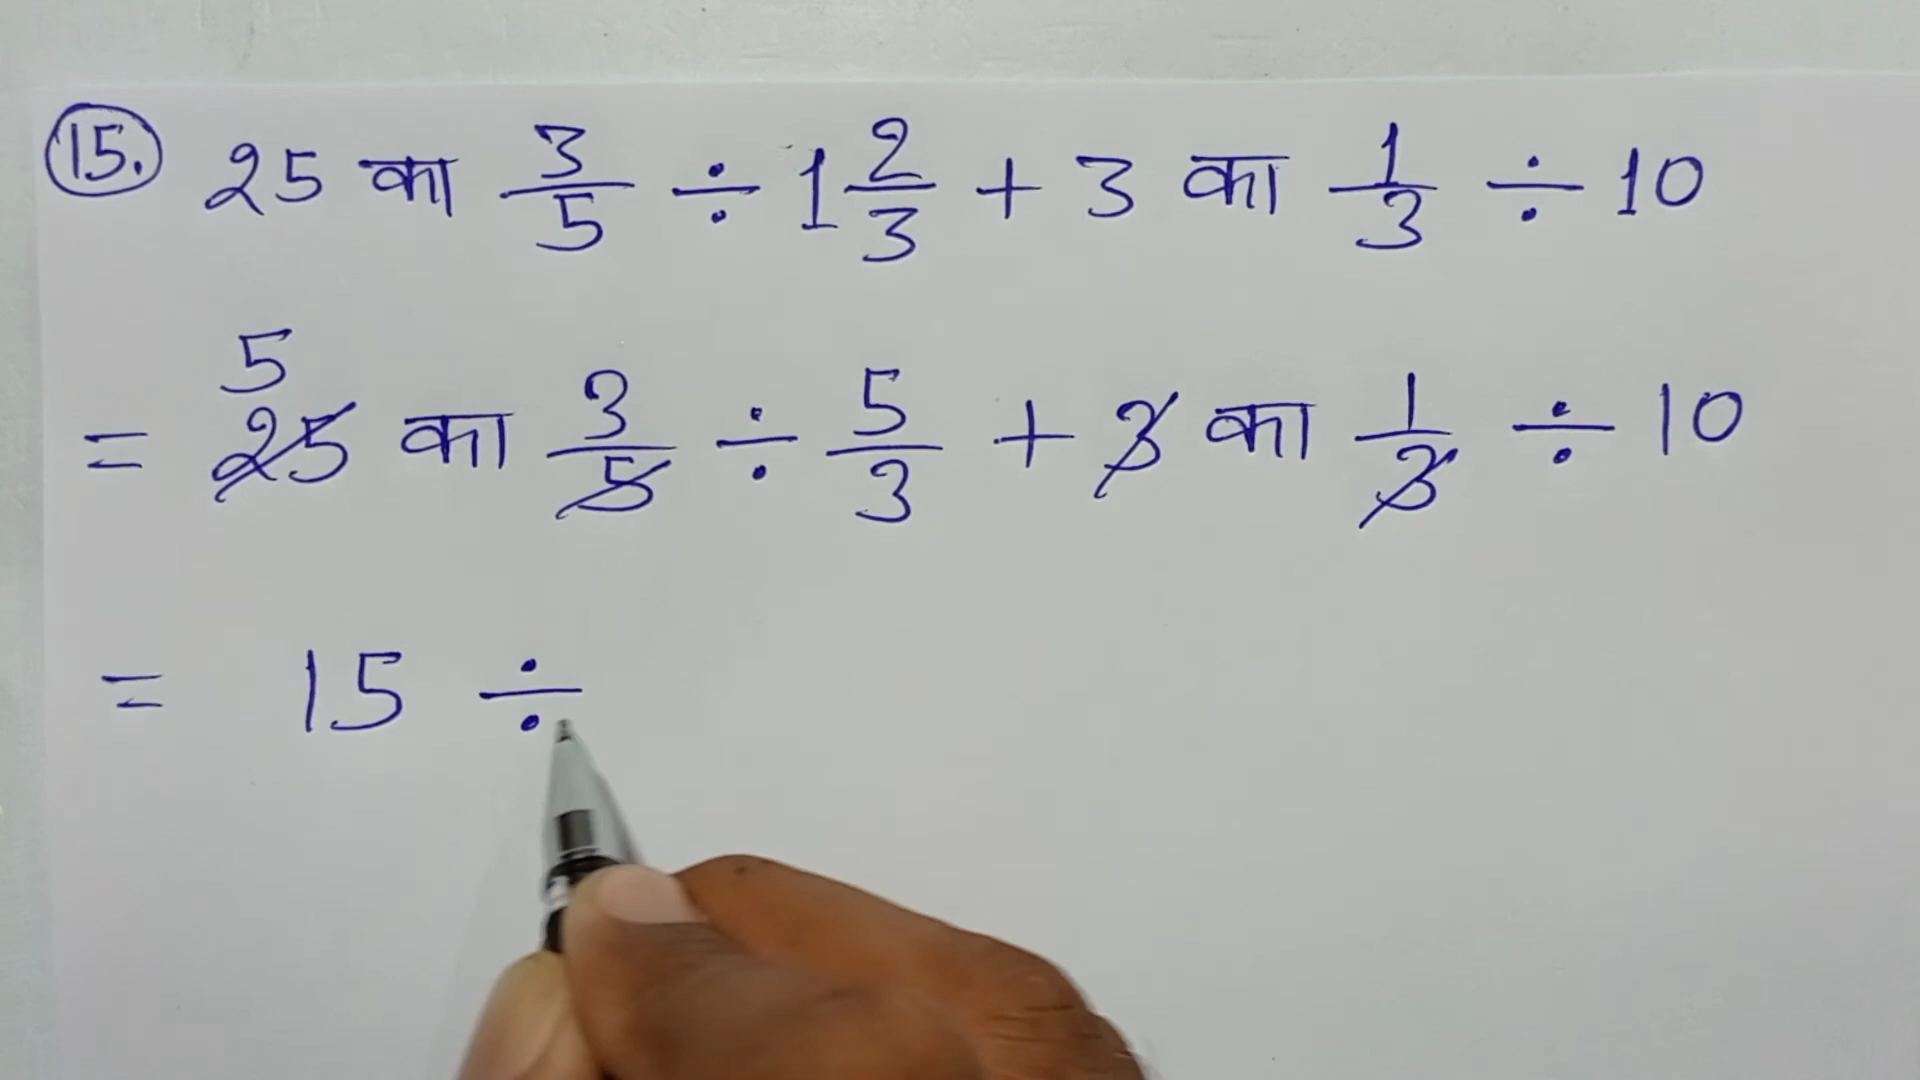 15. 25 का 3/5 ÷ 1 2/3 + 3 का 1/3 ÷ 10
5
= 25 का 3/5 ÷ 5/3 + 3 का 1/3 ÷ 10
= 15 ÷